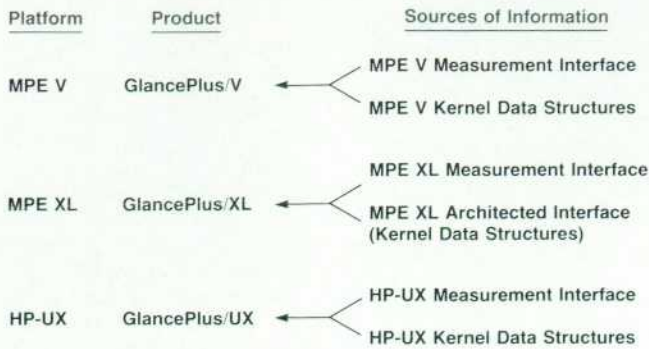 Platform Product Sources of Information
MPE V Measurement Interface
MPE V GlancePlus/V
MPE V Kernel Data Structures
MPE XL Measurement Interface
MPE XL GlancePlus/XL
MPE XL Architected Interface
(Kernel Data Structures)
HP-UX Measurement Interface
HP-UX GlancePlus/UX
HP-UX Kernel Data Structures